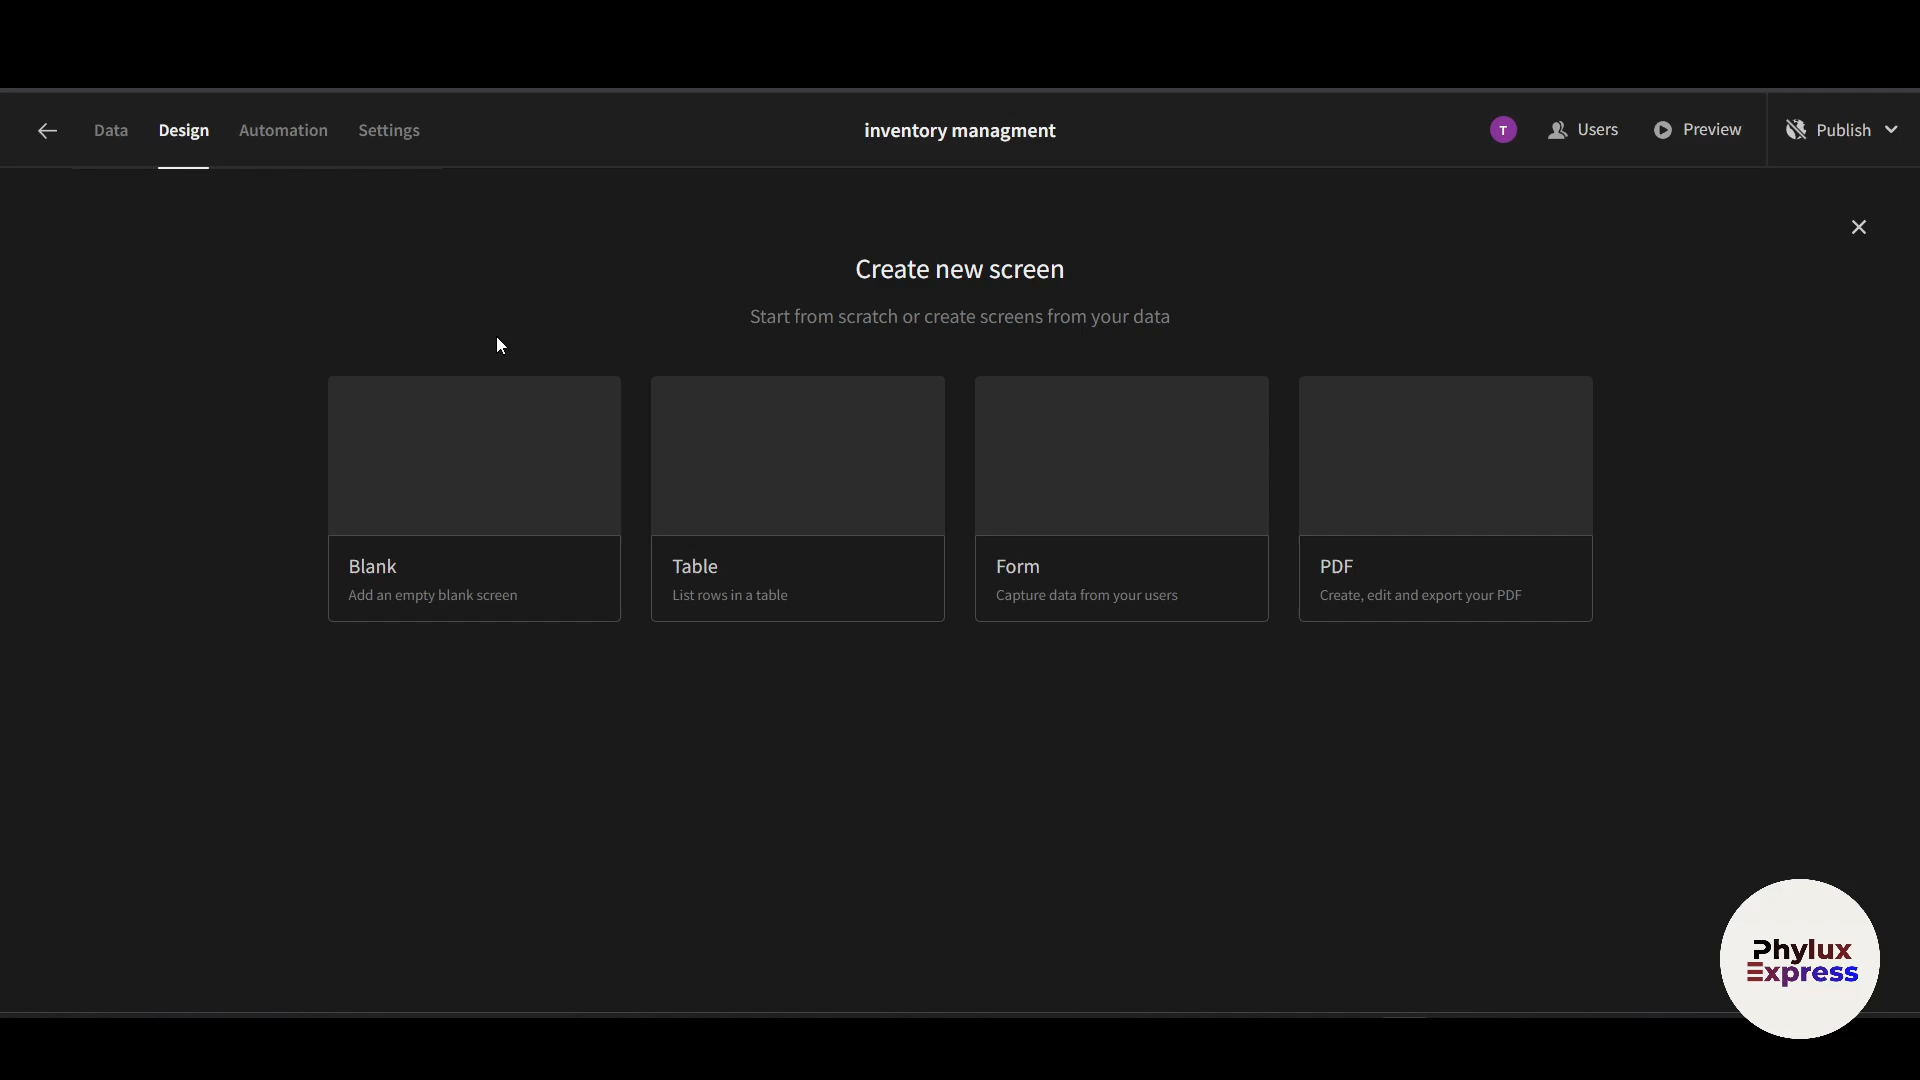 Data Design Automation Settings inventory managment T Users Preview Publish
Create new screen
Start from scratch or create screens from your data
Blank
Add an empty blank screen
Table
List rows in a table
Form
Capture data from your users
PDF
Create, edit and export your PDF
Phylux
Express